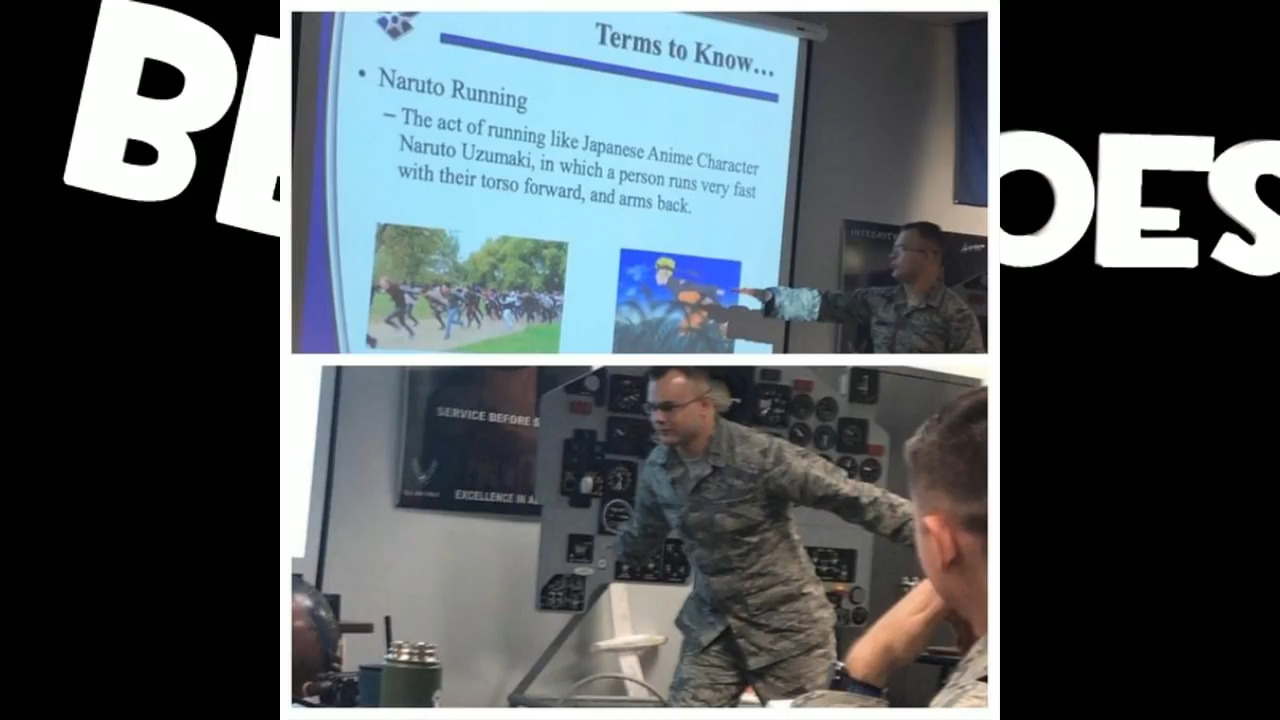 Terms to Know...
• Naruto Running
– The act of running like Japanese Anime Character
Naruto Uzumaki, in which a person runs very fast
with their torso forward, and arms back.
INTEGRITY
SERVICE BEFORE S
EXCELLENCE IN A
OES